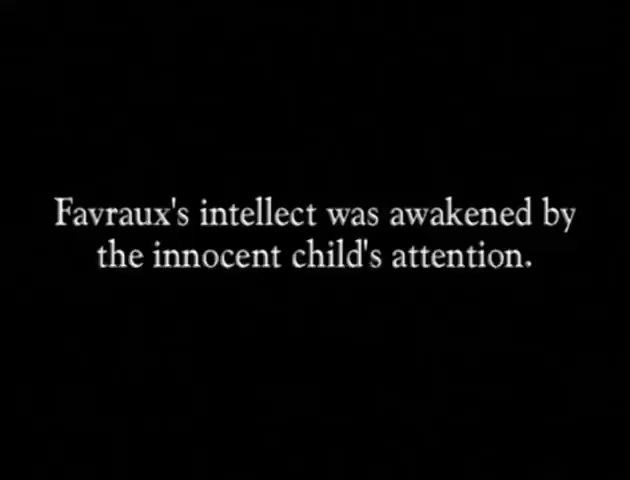 Favraux's intellect was awakened by
the innocent child's attention.